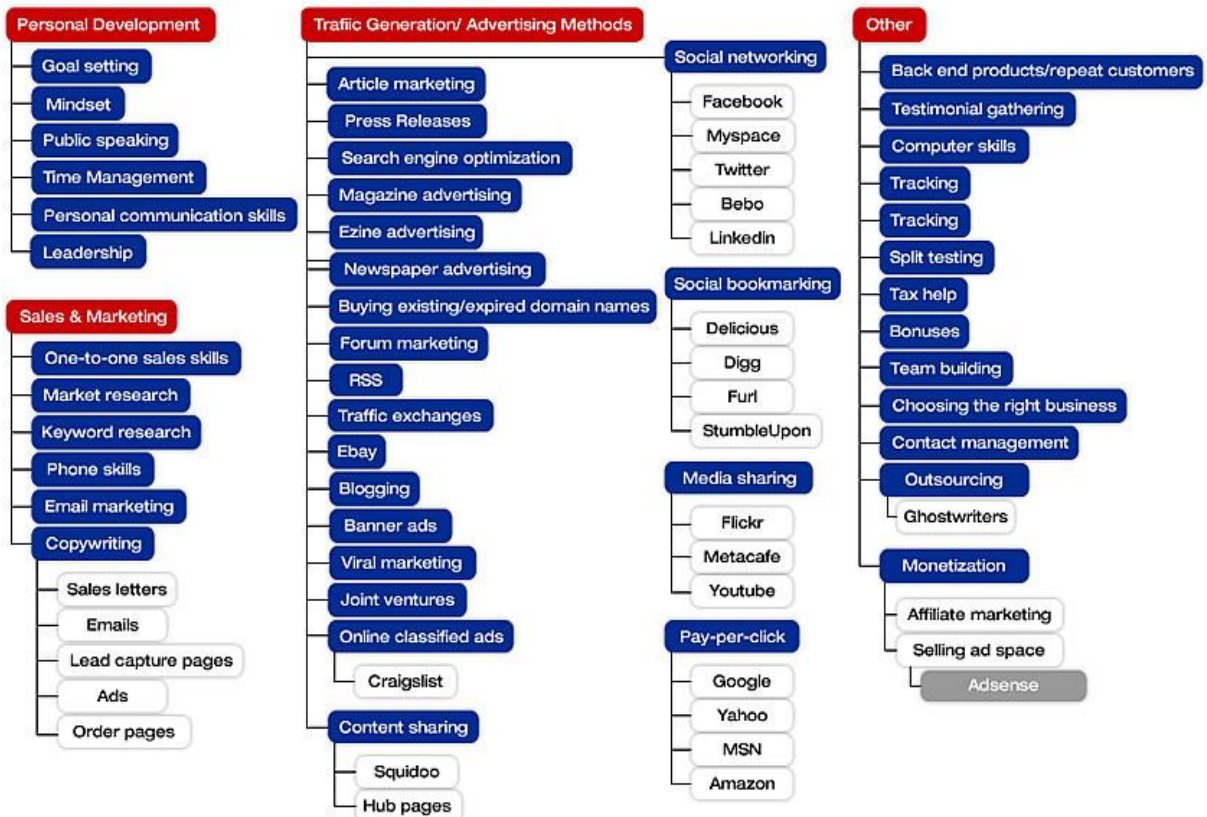 Personal Development
Goal setting
Mindset
Public speaking
Time Management
Personal communication skills
Leadership
Sales & Marketing
One-to-one sales skills
Market research
Keyword research
Phone skills
Email marketing
Copywriting
Sales letters
Emails
Lead capture pages
Ads
Order pages
Trafiic Generation/ Advertising Methods
Article marketing
Press Releases
Search engine optimization
Magazine advertising
Ezine advertising
Newspaper advertising
Buying existing/expired domain names
Forum marketing
RSS
Traffic exchanges
Ebay
Blogging
Banner ads
Viral marketing
Joint ventures
Online classified ads
Craigslist
Content sharing
Squidoo
Hub pages
Social networking
Facebook
Myspace
Twitter
Bebo
Linkedin
Social bookmarking
Delicious
Digg
Furl
StumbleUpon
Media sharing
Flickr
Metacafe
Youtube
Pay-per-click
Google
Yahoo
MSN
Amazon
Other
Back end products/repeat customers
Testimonial gathering
Computer skills
Tracking
Tracking
Split testing
Tax help
Bonuses
Team building
Choosing the right business
Contact management
Outsourcing
Ghostwriters
Monetization
Affiliate marketing
Selling ad space
Adsense